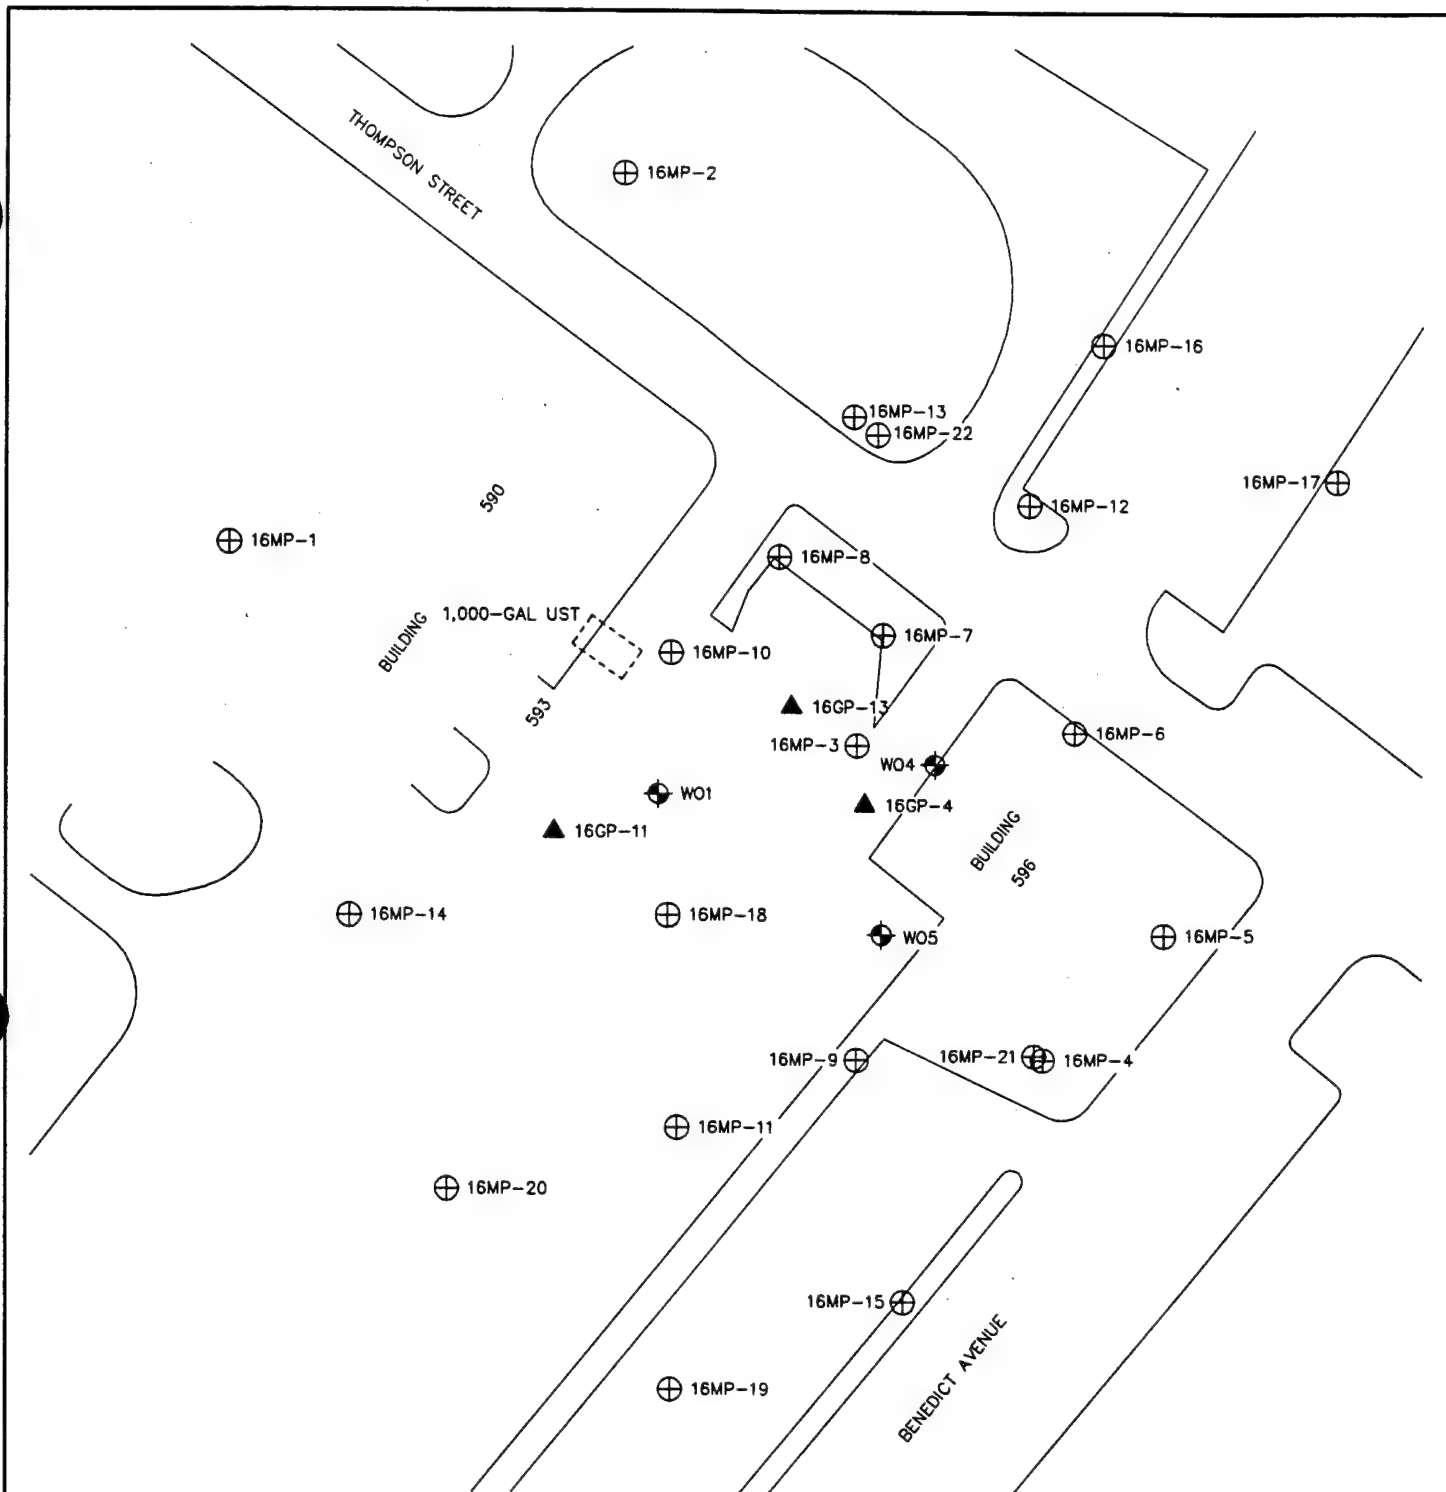 THOMPSON STREET
16MP-2
16MP-16
16MP-13
16MP-22
16MP-17
590
16MP-12
16MP-1
16MP-8
1,000-GAL UST
BUILDING
16MP-7
16MP-10
593
16GP-13
16MP-3
16MP-6
WO4
WO1
16GP-4
16GP-11
BUILDING
596
16MP-14
16MP-18
WO5
16MP-5
16MP-9
16MP-21
16MP-4
16MP-11
16MP-20
16MP-15
BENEDICT AVENUE
16MP-19